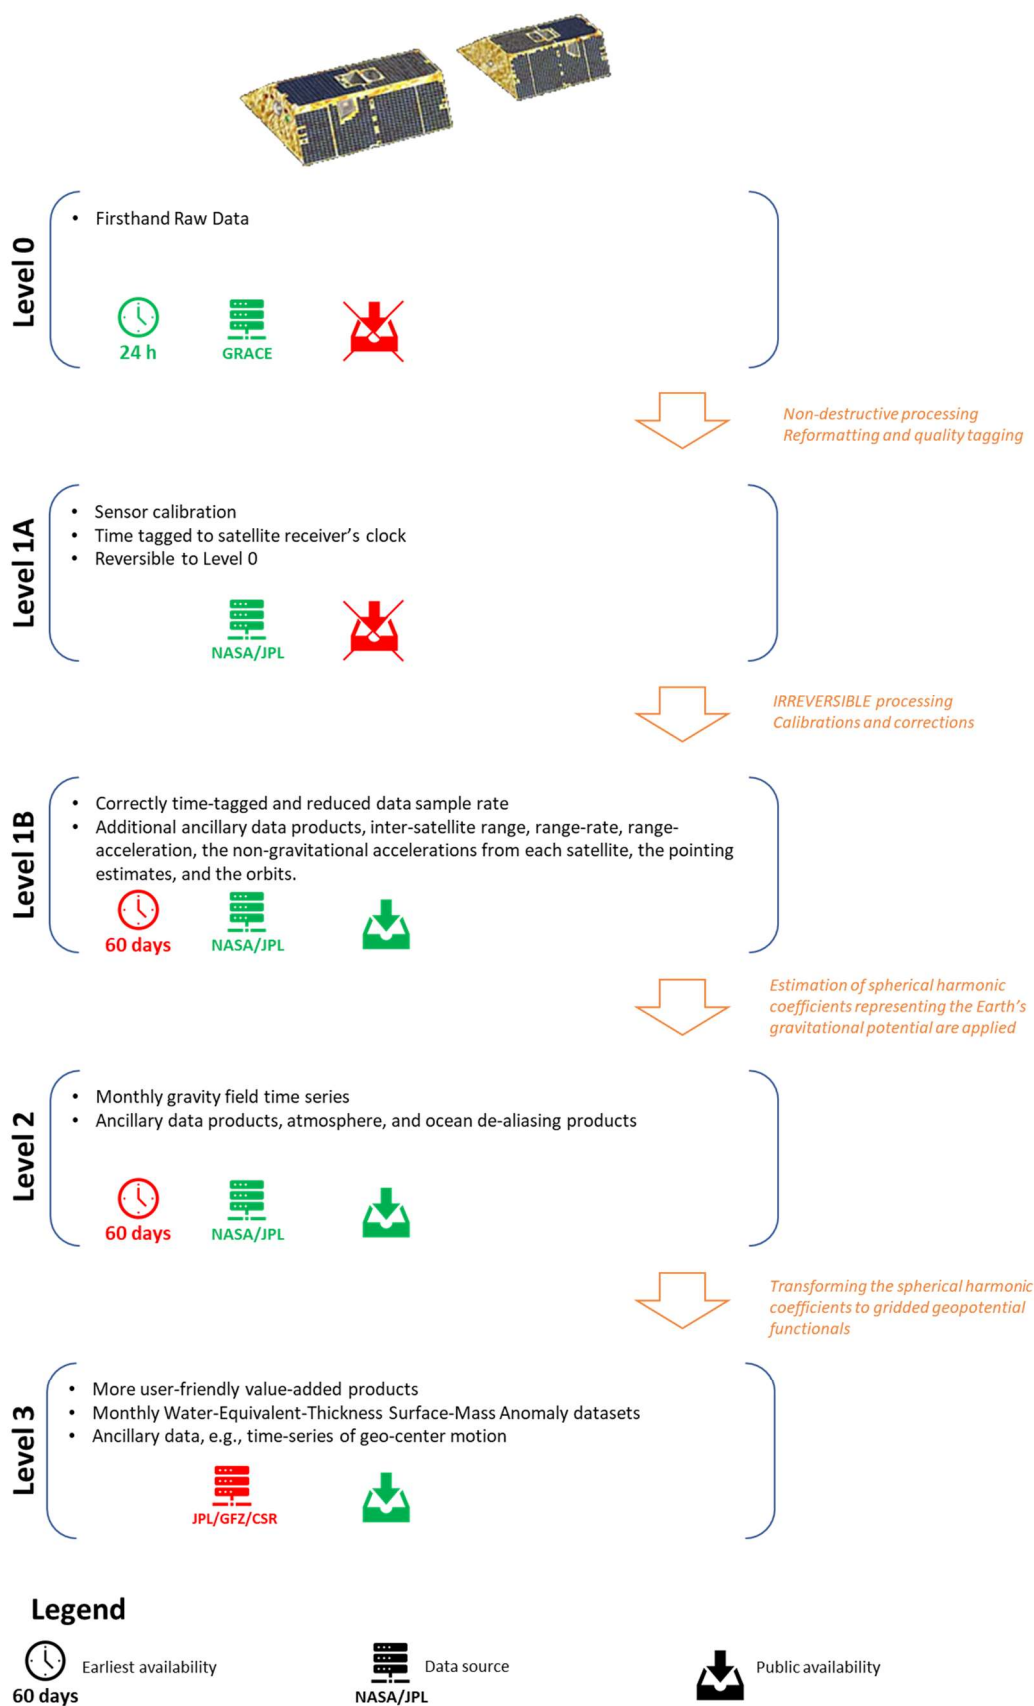 Level 0
• Firsthand Raw Data
24 h
GRACE
Non-destructive processing
Reformatting and quality tagging
Level 1A
• Sensor calibration
• Time tagged to satellite receiver's clock
• Reversible to Level 0
NASA/JPL
IRREVERSIBLE processing
Calibrations and corrections
Level 1B
• Correctly time-tagged and reduced data sample rate
• Additional ancillary data products, inter-satellite range, range-rate, range-
acceleration, the non-gravitational accelerations from each satellite, the pointing
estimates, and the orbits.
60 days
NASA/JPL
Estimation of spherical harmonic
coefficients representing the Earth's
gravitational potential are applied
Level 2
• Monthly gravity field time series
• Ancillary data products, atmosphere, and ocean de-aliasing products
60 days
NASA/JPL
Transforming the spherical harmonic
coefficients to gridded geopotential
functionals
Level 3
• More user-friendly value-added products
• Monthly Water-Equivalent-Thickness Surface-Mass Anomaly datasets
• Ancillary data, e.g., time-series of geo-center motion
JPL/GFZ/CSR
Legend
Earliest availability
60 days
Data source
NASA/JPL
Public availability